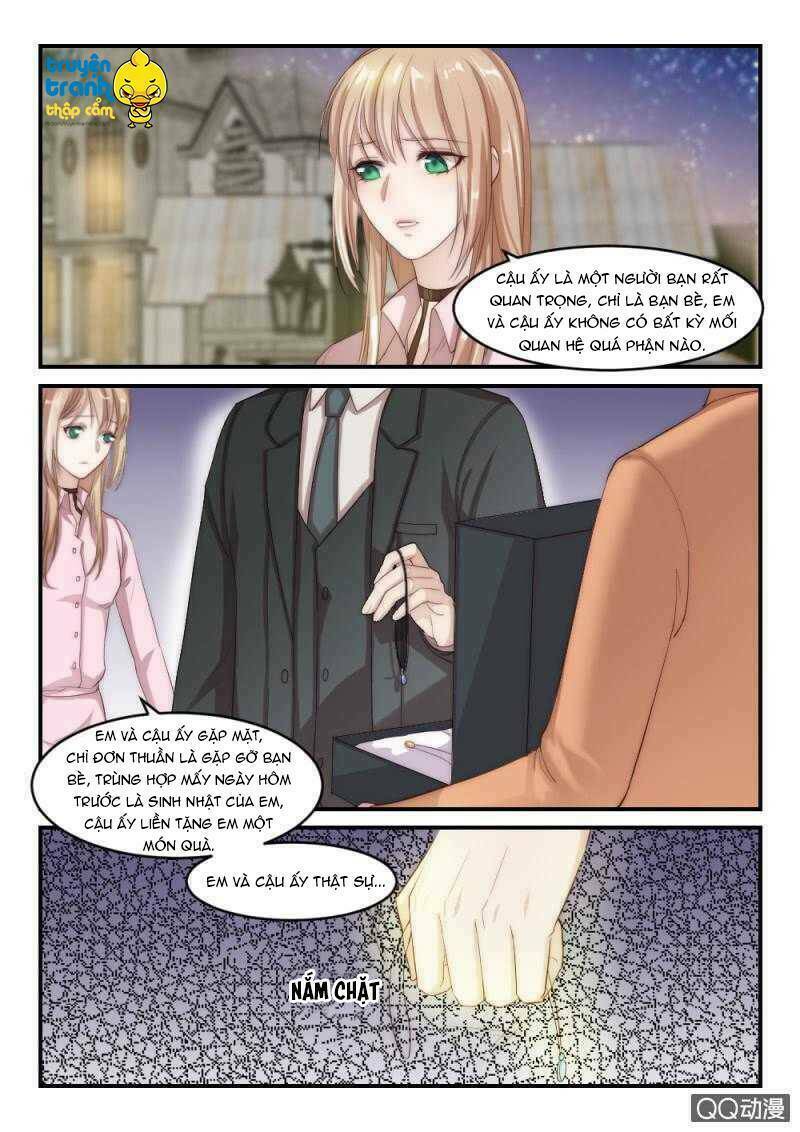 truyện
tranh
thập cẩm
CẬU ẤY LÀ MỘT NGƯỜI BẠN RẤT
QUAN TRỌNG, CHỈ LÀ BẠN BÈ, EM
VÀ CẬU ẤY KHÔNG CÓ BẤT KỲ MỐI
QUAN HỆ QUÁ PHẬN NÀO.
EM VÀ CẬU ẤY GẶP MẶT,
CHỈ ĐƠN THUẦN LÀ GẶP GỠ BẠN
BÈ, TRÙNG HỢP MẤY NGÀY HÔM
TRƯỚC LÀ SINH NHẬT CỦA EM,
CẬU ẤY LIỀN TẶNG EM MỘT
MÓN QUÀ.
EM VÀ CẬU ẤY THẬT SỰ...
NẮM CHẶT
QQ动漫